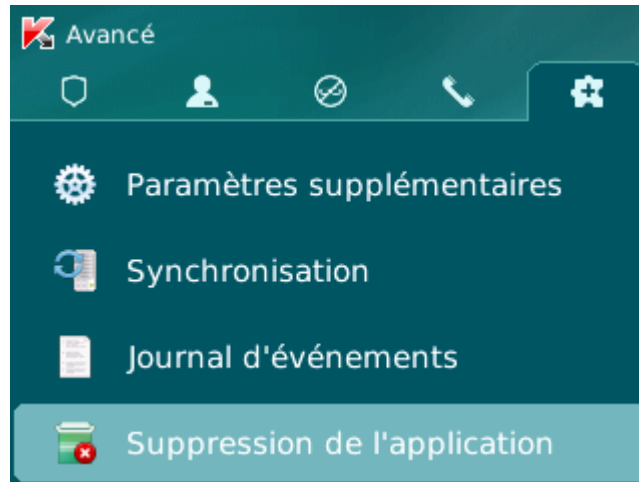 Avancé
Paramètres supplémentaires
Synchronisation
Journal d'événements
Suppression de l'application